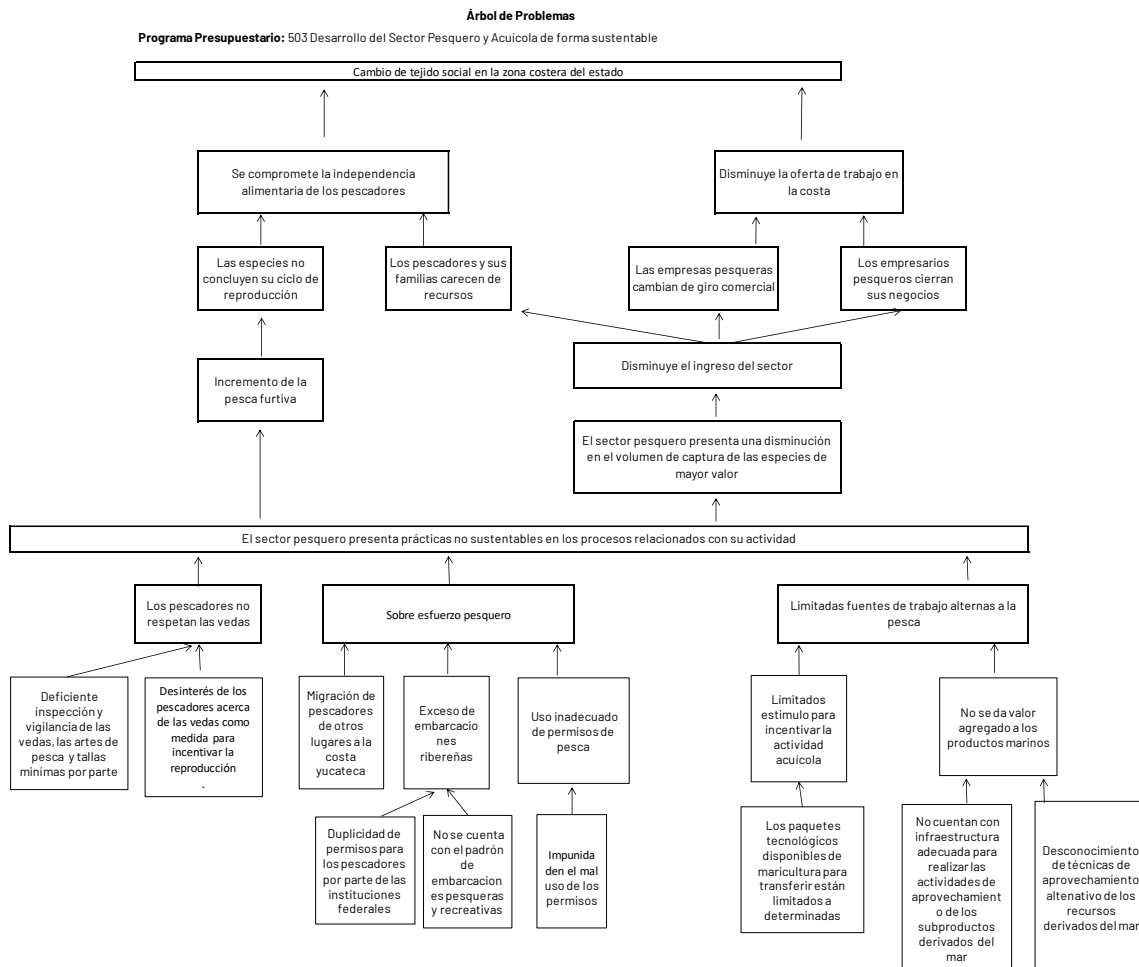 Árbol de Problemas
Programa Presupuestario: 503 Desarrollo del Sector Pesquero y Acuícola de forma sustentable
Cambio de tejido social en la zona costera del estado
Se compromete la independencia
alimentaria de los pescadores
Disminuye la oferta de trabajo en
la costa
Las especies no
concluyen su ciclo de
reproducción
Los pescadores y sus
familias carecen de
recursos
Las empresas pesqueras
cambian de giro comercial
Los empresarios
pesqueros cierran
sus negocios
Disminuye el ingreso del sector
Incremento de la
pesca furtiva
El sector pesquero presenta una disminución
en el volumen de captura de las especies de
mayor valor
El sector pesquero presenta prácticas no sustentables en los procesos relacionados con su actividad
Los pescadores no
respetan las vedas
Sobre esfuerzo pesquero
Limitadas fuentes de trabajo alternas a la
pesca
Deficiente
inspección y
vigilancia de las
vedas, las artes de
pesca y tallas
minímas por parte
Desinterés de los
pescadores acerca
de las vedas como
medida para
incentivar la
reproducción
.
Migración de
pescadores
de otros
lugares a la
costa
yucateca
Exceso de
embarcacio
nes
ribereñas
Uso inadecuado
de permisos de
pesca
Limitados
estimulo para
incentivar la
actividad
acuícola
No se da valor
agregado a los
productos marinos
Duplicidad de
permisos para
los pescadores
por parte de las
instituciones
federales
No se cuenta
con el padrón
de
embarcacion
es pesqueras
y recreativas
Impunida
den el mal
uso de los
permisos
Los paquetes
tecnológicos
disponibles de
maricultura para
transferir están
limitados a
determinadas
No cuentan con
infraestructura
adecuada para
realizar las
actividades de
aprovechamient
o de los
subproductos
derivados del
mar
Desconocimiento
de técnicas de
aprovechamiento
altenativo de los
recursos
derivados del mar